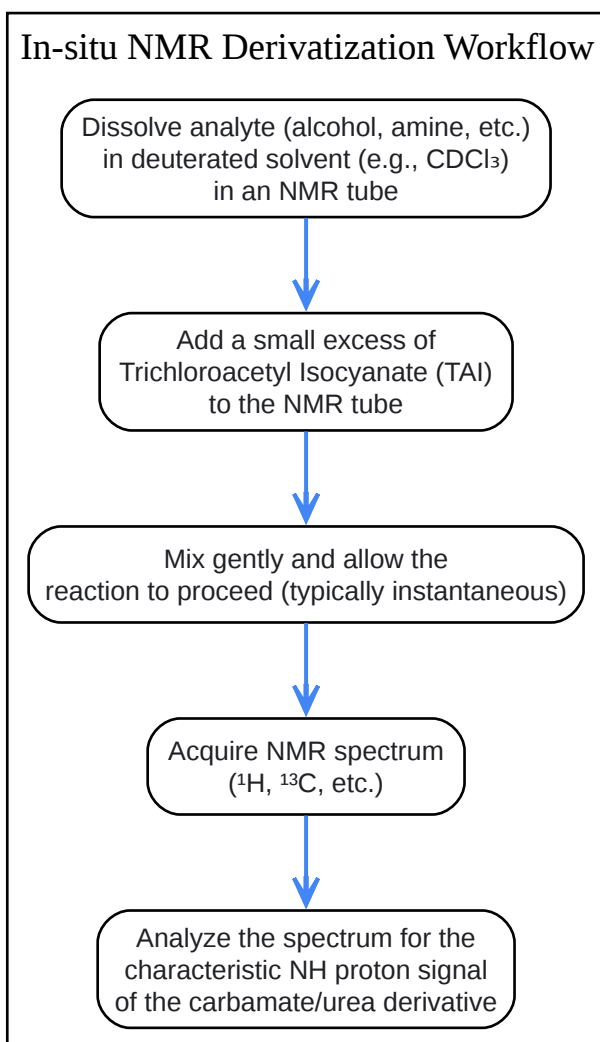 In-situ NMR Derivatization Workflow
Dissolve analyte (alcohol, amine, etc.)
in deuterated solvent (e.g., CDCl₃)
in an NMR tube
Add a small excess of
Trichloroacetyl Isocyanate (TAI)
to the NMR tube
Mix gently and allow the
reaction to proceed (typically instantaneous)
Acquire NMR spectrum
(¹H, ¹³C, etc.)
Analyze the spectrum for the
characteristic NH proton signal
of the carbamate/urea derivative